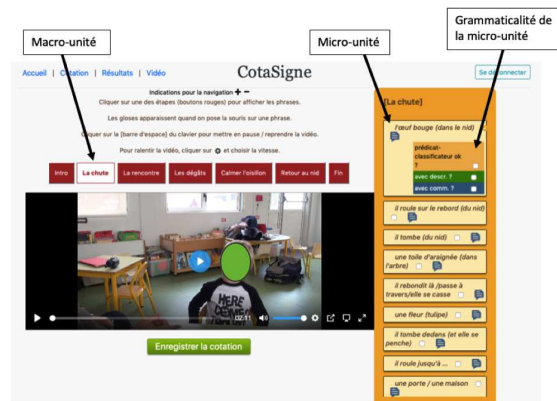 Macro-unité
Micro-unité
Grammaticalité de
la micro-unité
Accueil | Cotation | Résultats | Vidéo
CotaSigne
Se déconnecter
Indications pour la navigation + −
Cliquer sur une des étapes (boutons rouges) pour afficher les phrases.
Les gloses apparaissent quand on pose la souris sur une phrase.
Cliquer sur la [barre d'espace] du clavier pour mettre en pause / reprendre la vidéo.
Pour ralentir la vidéo, cliquer sur et choisir la vitesse.
Intro
La chute
La rencontre
Les dégâts
Calmer l'oisillon
Retour au nid
Fin
HERE
COMES
02:11
Enregistrer la cotation
[La chute]
l'œuf bouge (dans le nid)
prédicat-
classificateur ok
?
avec descr. ?
avec comm. ?
il roule sur le rebord (du nid)
il tombe (du nid)
une toile d'araignée (dans
l'arbre)
il rebondit là /passe à
travers/elle se casse
une fleur (tulipe)
il tombe dedans (et elle se
penche)
il roule jusqu'à ...
une porte / une maison